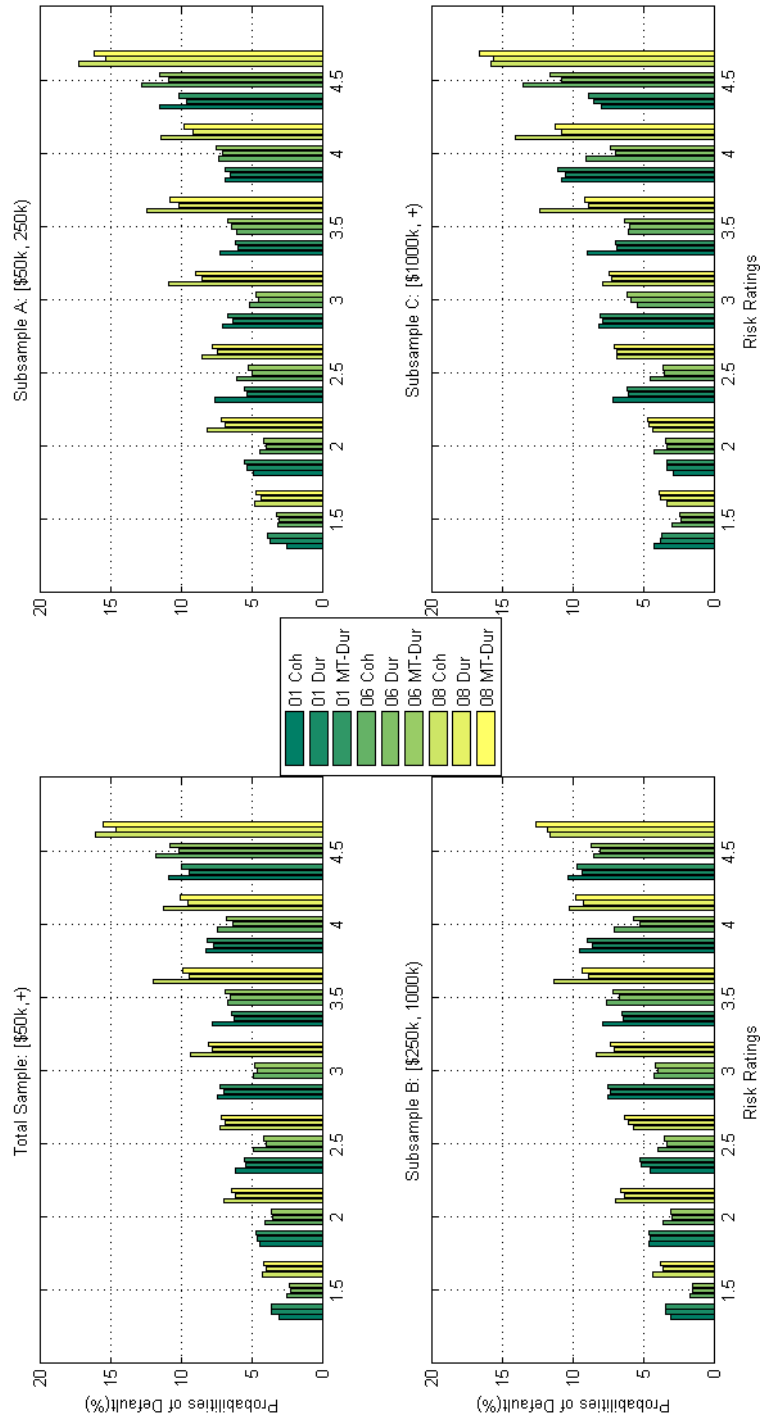 Total Sample: [$50k,+)
Probabilities of Default(%)
20
15
10
5
0
1.5
2
2.5
3
3.5
4
4.5
Subsample A: [$50k, 250k)
20
15
10
5
0
1.5
2
2.5
3
3.5
4
4.5
01 Coh
01 Dur
01 MT-Dur
06 Coh
06 Dur
06 MT-Dur
08 Coh
08 Dur
08 MT-Dur
Subsample B: [$250k, 1000k)
Probabilities of Default(%)
20
15
10
5
0
1.5
2
2.5
3
3.5
4
4.5
Risk Ratings
Subsample C: [$1000k, +)
20
15
10
5
0
1.5
2
2.5
3
3.5
4
4.5
Risk Ratings